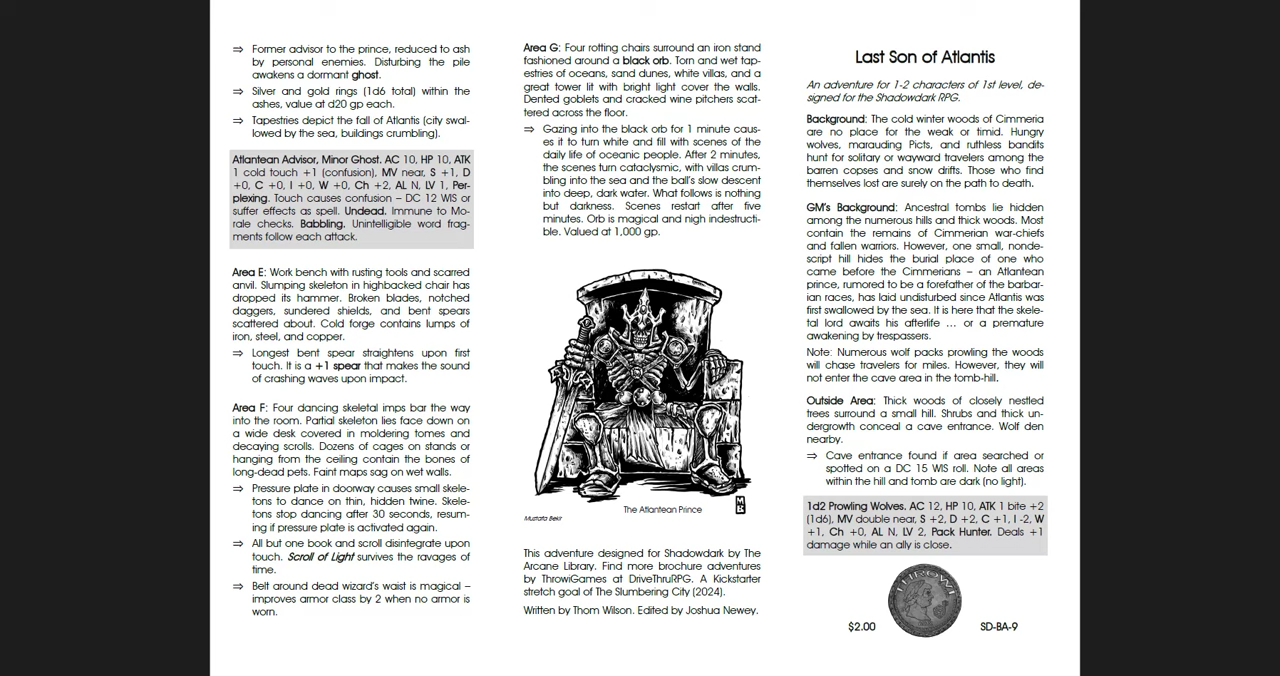 ⇒ Former advisor to the prince, reduced to ash
by personal enemies. Disturbing the pile
awakens a dormant ghost.
⇒ Silver and gold rings (1d6 total) within the
ashes, value at d20 gp each.
⇒ Tapestries depict the fall of Atlantis (city swal-
lowed by the sea, buildings crumbling).
Atlantean Advisor, Minor Ghost. AC 10, HP 10, ATK
1 cold touch +1 (confusion), MV near, S +1, D
+0, C +0, I +0, W +0, Ch +2, AL N, LV 1, Per-
plexing. Touch causes confusion – DC 12 WIS or
suffer effects as spell. Undead. Immune to Mo-
rale checks. Babbling. Unintelligible word frag-
ments follow each attack.
Area E: Work bench with rusting tools and scarred
anvil. Slumping skeleton in highbacked chair has
dropped its hammer. Broken blades, notched
daggers, sundered shields, and bent spears
scattered about. Cold forge contains lumps of
iron, steel, and copper.
⇒ Longest bent spear straightens upon first
touch. It is a +1 spear that makes the sound
of crashing waves upon impact.
Area F: Four dancing skeletal imps bar the way
into the room. Partial skeleton lies face down on
a wide desk covered in moldering tomes and
decaying scrolls. Dozens of cages on stands or
hanging from the ceiling contain the bones of
long-dead pets. Faint maps sag on wet walls.
⇒ Pressure plate in doorway causes small skele-
tons to dance on thin, hidden twine. Skele-
tons stop dancing after 30 seconds, resum-
ing if pressure plate is activated again.
⇒ All but one book and scroll disintegrate upon
touch. Scroll of Light survives the ravages of
time.
⇒ Belt around dead wizard's waist is magical –
improves armor class by 2 when no armor is
worn.
Area G: Four rotting chairs surround an iron stand
fashioned around a black orb. Torn and wet tap-
estries of oceans, sand dunes, white villas, and a
great tower lit with bright light cover the walls.
Dented goblets and cracked wine pitchers scat-
tered across the floor.
⇒ Gazing into the black orb for 1 minute caus-
es it to turn white and fill with scenes of the
daily life of oceanic people. After 2 minutes,
the scenes turn cataclysmic, with villas crum-
bling into the sea and the ball's slow descent
into deep, dark water. What follows is nothing
but darkness. Scenes restart after five
minutes. Orb is magical and nigh indestructi-
ble. Valued at 1,000 gp.
The Atlantean Prince
Mustafa Bekir
This adventure designed for Shadowdark by The
Arcane Library. Find more brochure adventures
by ThrowiGames at DriveThruRPG. A Kickstarter
stretch goal of The Slumbering City (2024).
Written by Thom Wilson. Edited by Joshua Newey.
Last Son of Atlantis
An adventure for 1-2 characters of 1st level, de-
signed for the Shadowdark RPG.
Background: The cold winter woods of Cimmeria
are no place for the weak or timid. Hungry
wolves, marauding Picts, and ruthless bandits
hunt for solitary or wayward travelers among the
barren copses and snow drifts. Those who find
themselves lost are surely on the path to death.
GM's Background: Ancestral tombs lie hidden
among the numerous hills and thick woods. Most
contain the remains of Cimmerian war-chiefs
and fallen warriors. However, one small, nonde-
script hill hides the burial place of one who
came before the Cimmerians – an Atlantean
prince, rumored to be a forefather of the barbar-
ian races, has laid undisturbed since Atlantis was
first swallowed by the sea. It is here that the skele-
tal lord awaits his afterlife … or a premature
awakening by trespassers.
Note: Numerous wolf packs prowling the woods
will chase travelers for miles. However, they will
not enter the cave area in the tomb-hill.
Outside Area: Thick woods of closely nestled
trees surround a small hill. Shrubs and thick un-
dergrowth conceal a cave entrance. Wolf den
nearby.
⇒ Cave entrance found if area searched or
spotted on a DC 15 WIS roll. Note all areas
within the hill and tomb are dark (no light).
1d2 Prowling Wolves. AC 12, HP 10, ATK 1 bite +2
(1d6), MV double near, S +2, D +2, C +1, I -2, W
+1, Ch +0, AL N, LV 2, Pack Hunter. Deals +1
damage while an ally is close.
THROWI
$2.00
SD-BA-9